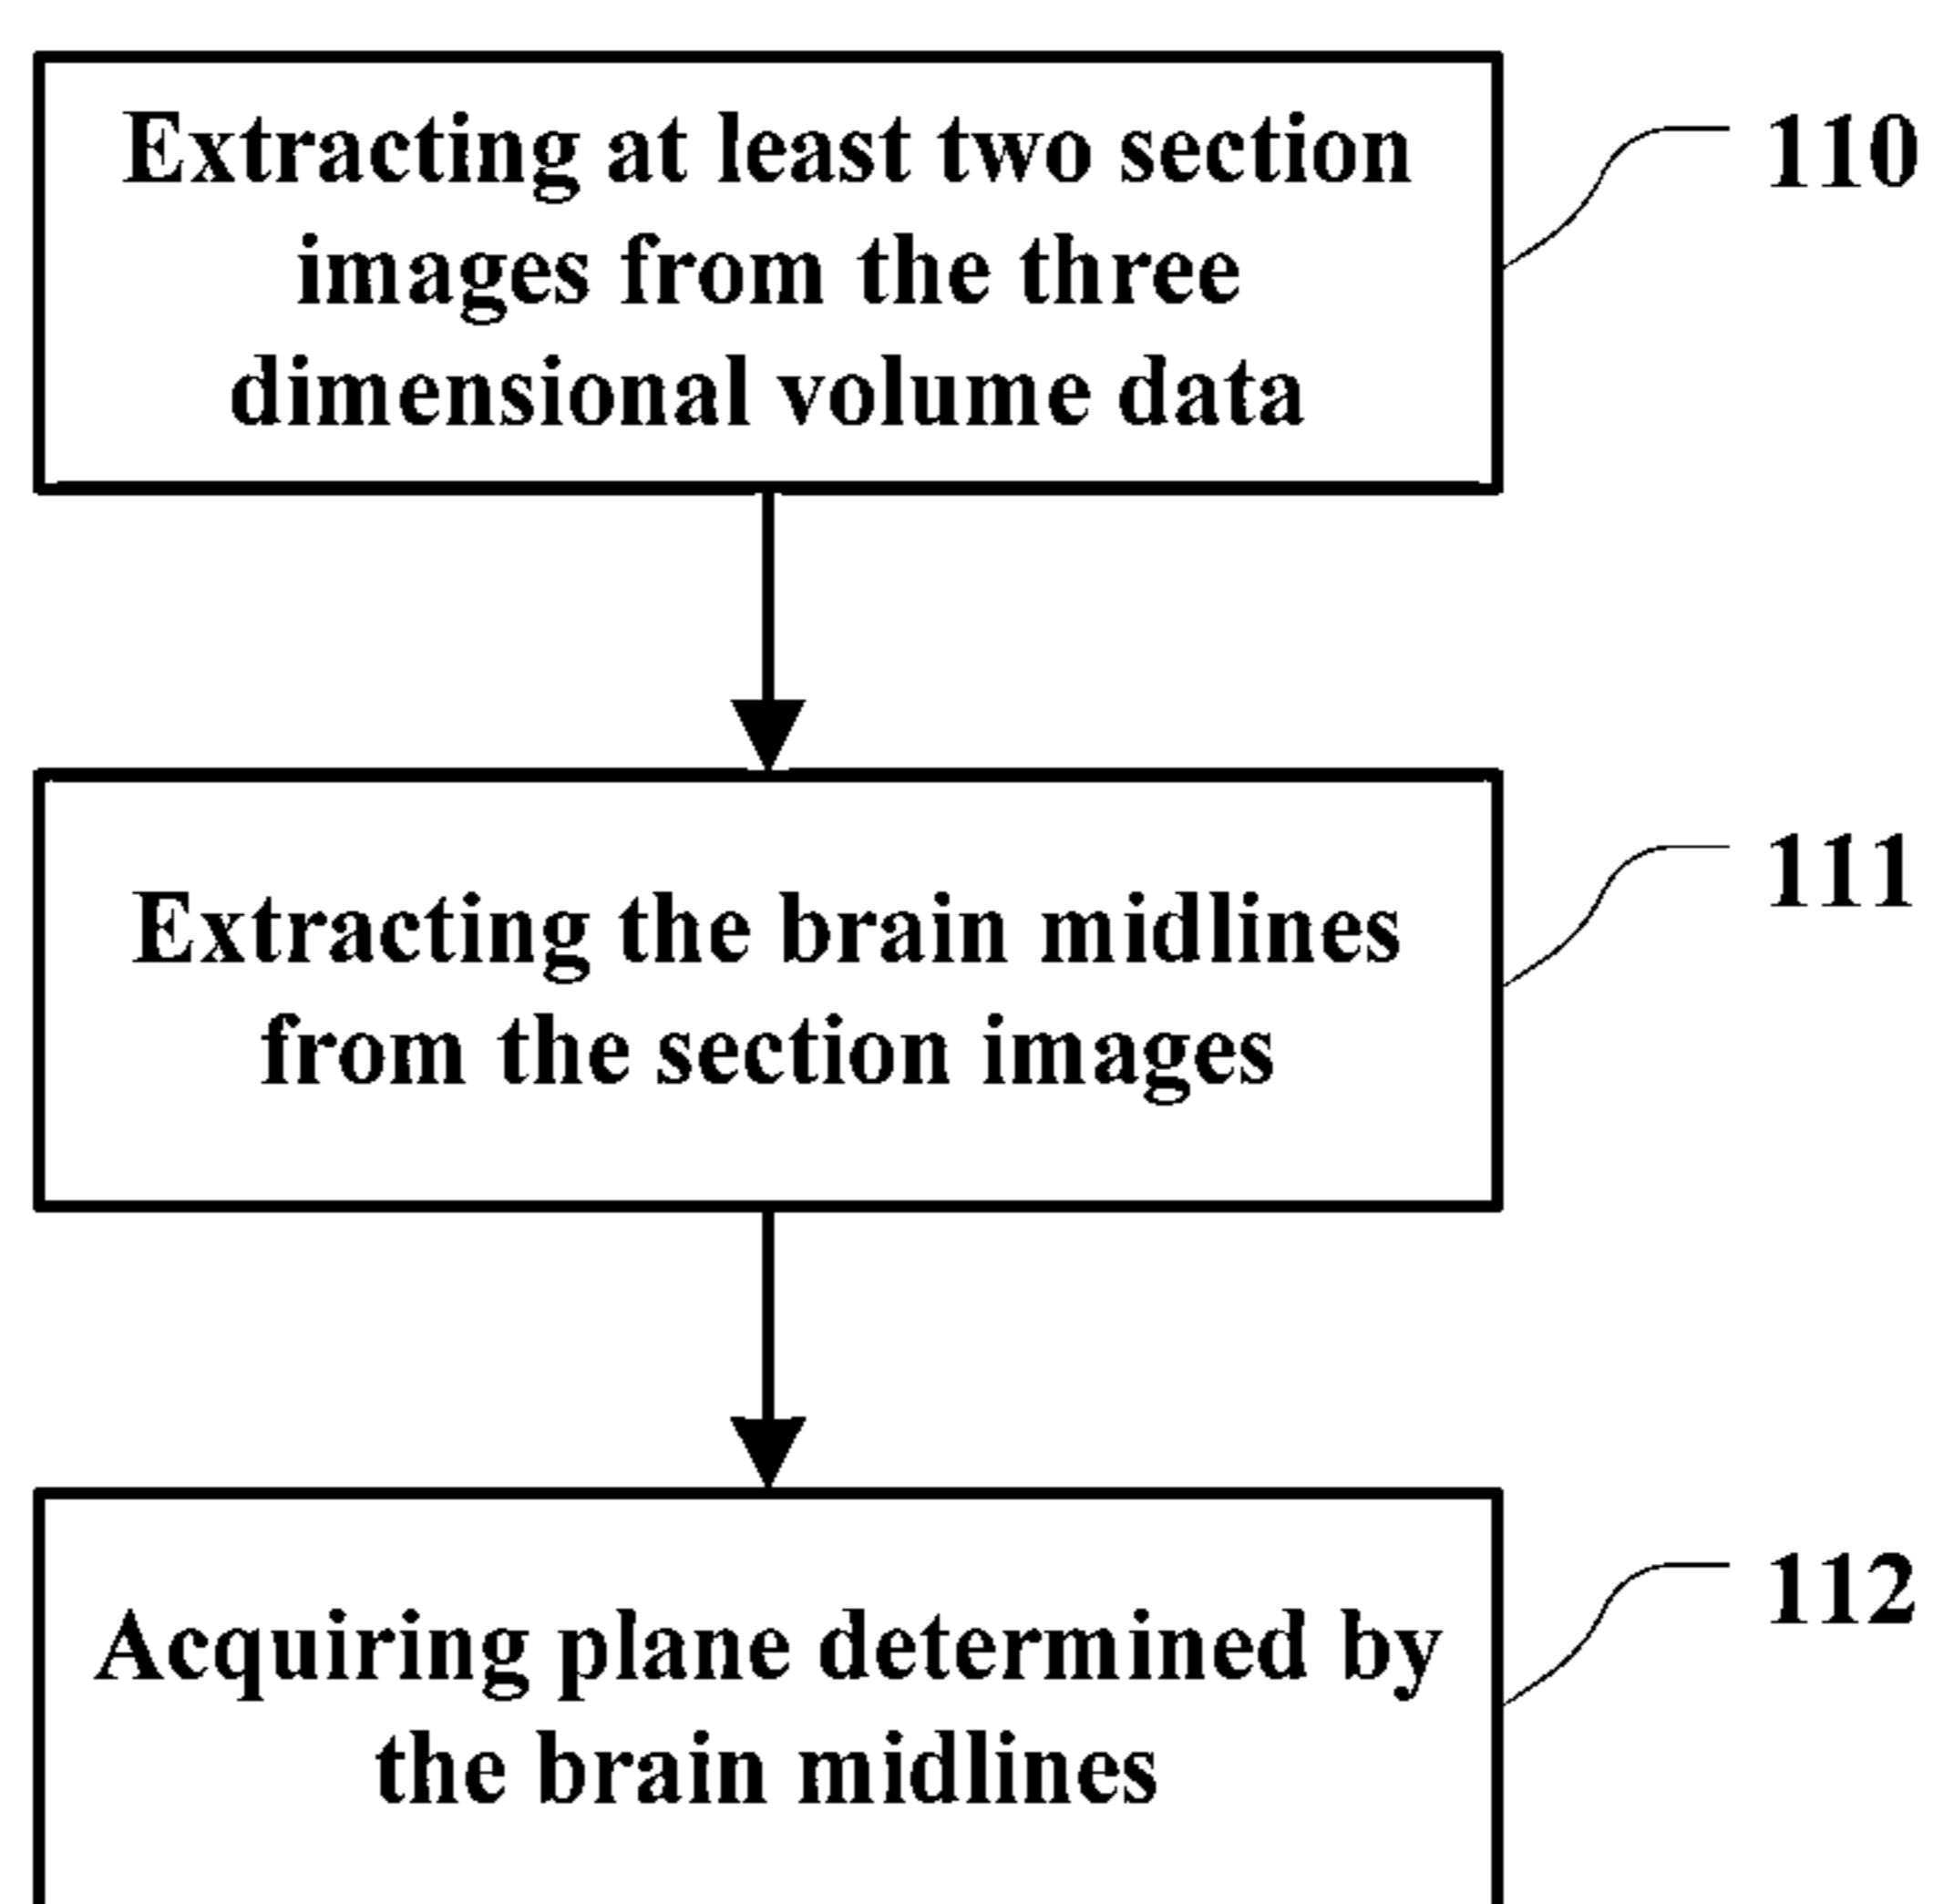 Extracting at least two section
images from the three
dimensional volume data
110
Extracting the brain midlines
from the section images
111
Acquiring plane determined by
the brain midlines
112